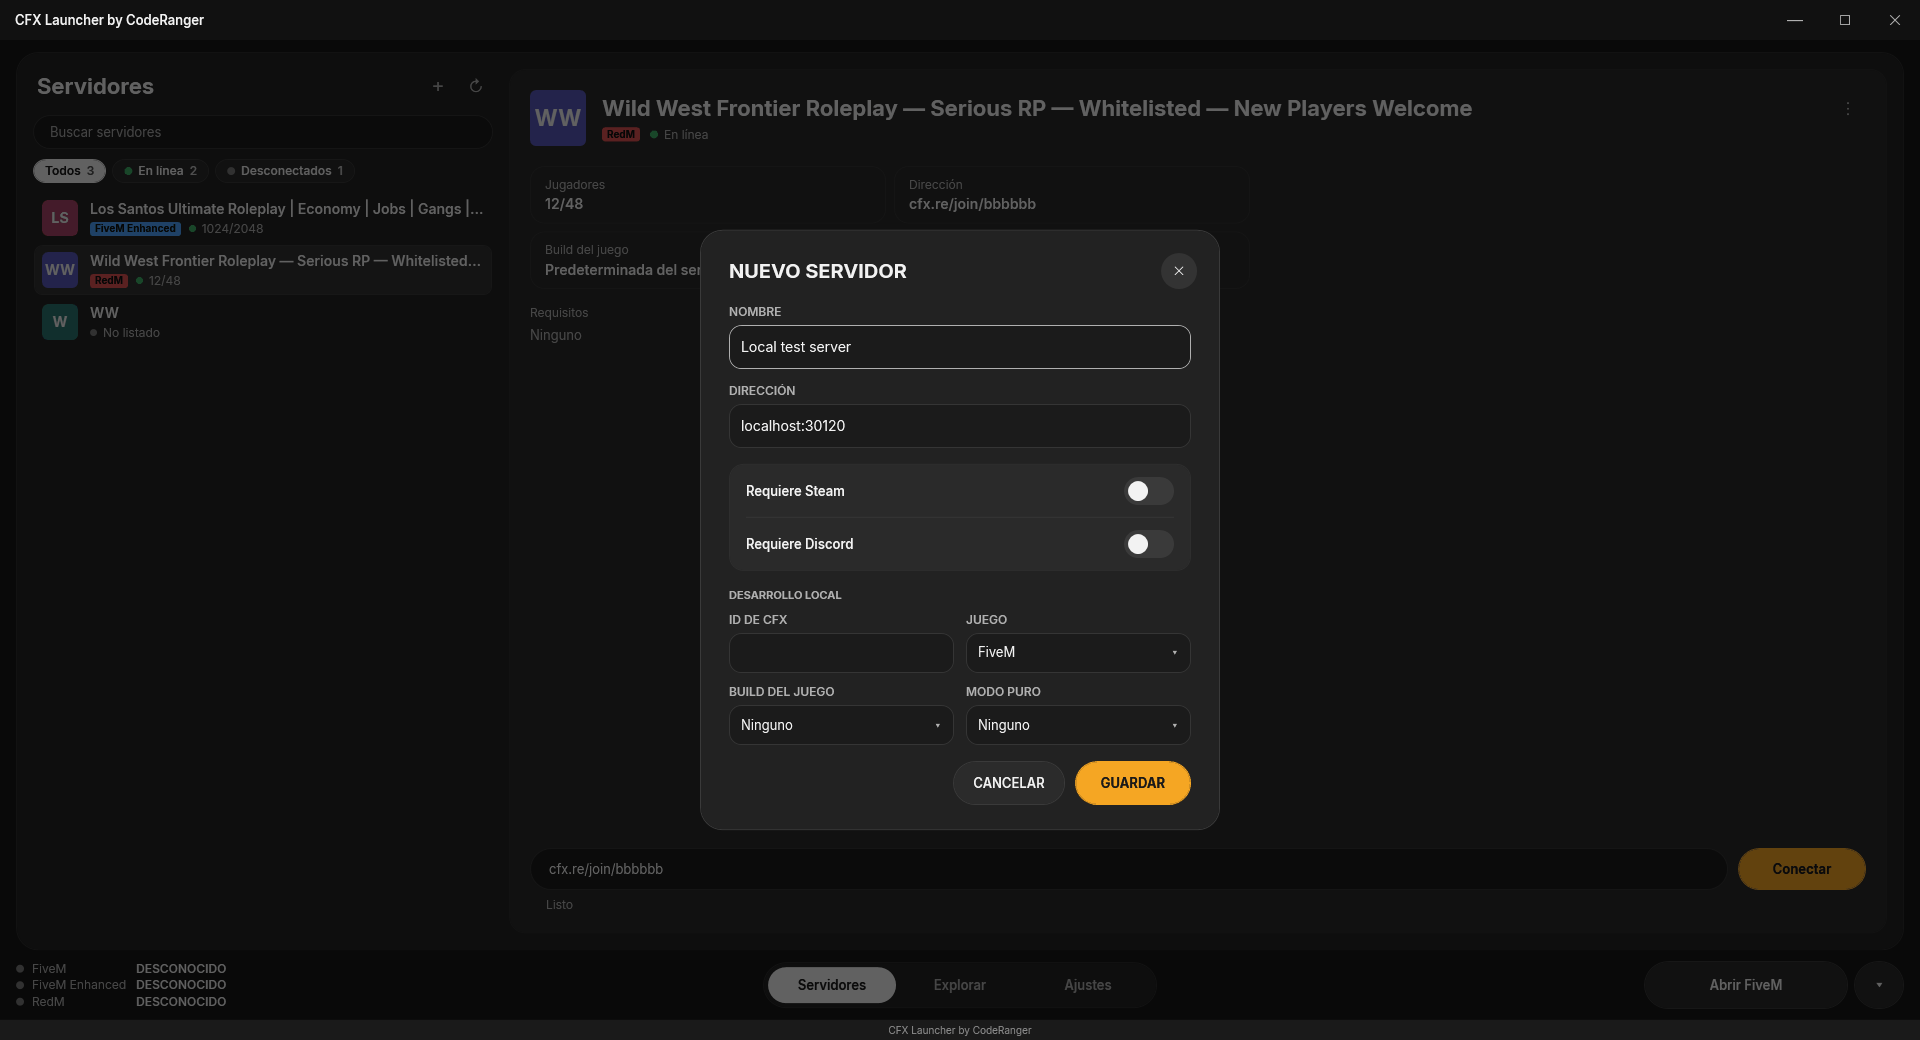 CFX Launcher by CodeRanger
Servidores
Buscar servidores
Todos 3
En línea 2
Desconectados 1
LS
Los Santos Ultimate Roleplay | Economy | Jobs | Gangs |...
FiveM Enhanced
1024/2048
WW
Wild West Frontier Roleplay — Serious RP — Whitelisted...
RedM
12/48
W
WW
No listado
WW
Wild West Frontier Roleplay — Serious RP — Whitelisted — New Players Welcome
RedM
En línea
Jugadores
12/48
Dirección
cfx.re/join/bbbbbb
Build del juego
Predeterminada del ser
Requisitos
Ninguno
NUEVO SERVIDOR
NOMBRE
Local test server
DIRECCIÓN
localhost:30120
Requiere Steam
Requiere Discord
DESARROLLO LOCAL
ID DE CFX
JUEGO
FiveM
BUILD DEL JUEGO
MODO PURO
Ninguno
Ninguno
CANCELAR
GUARDAR
cfx.re/join/bbbbbb
Conectar
Listo
FiveM DESCONOCIDO
FiveM Enhanced DESCONOCIDO
RedM DESCONOCIDO
Servidores
Explorar
Ajustes
Abrir FiveM
CFX Launcher by CodeRanger